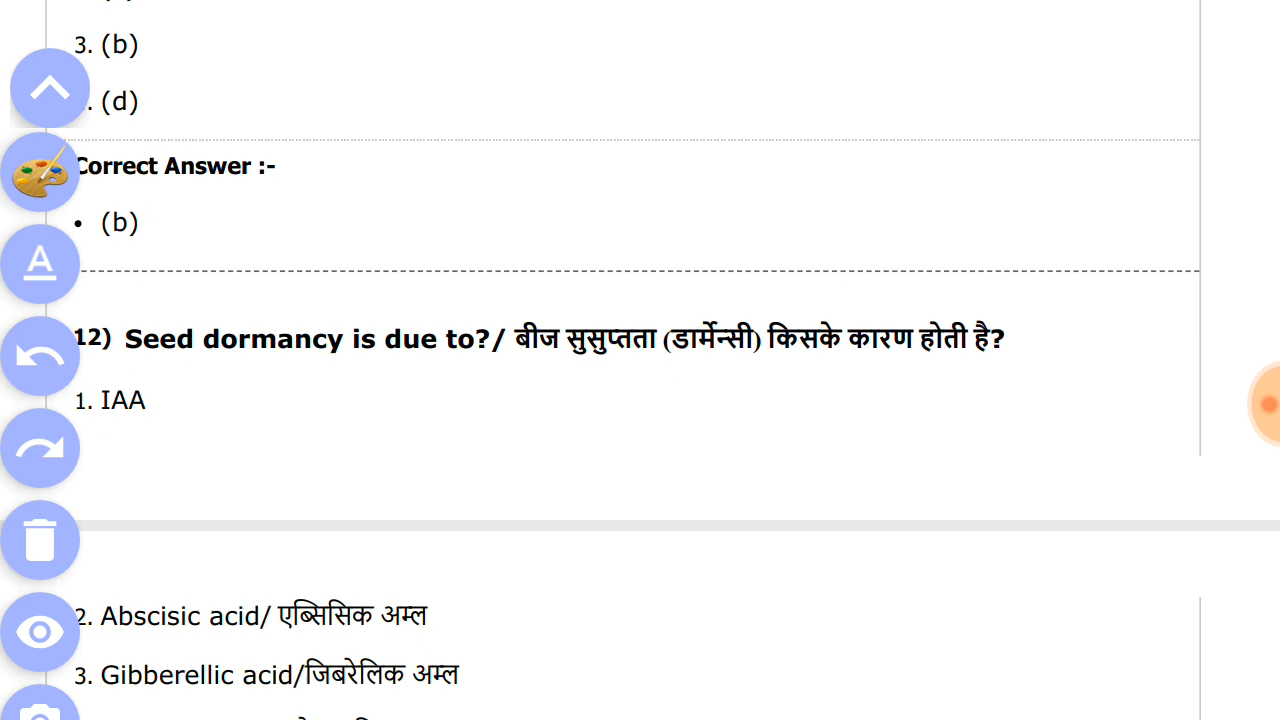 3. (b)
(d)
Correct Answer :-
• (b)
12) Seed dormancy is due to?/ बीज सुसुप्तता (डार्मेन्सी) किसके कारण होती है?
1. IAA
2. Abscisic acid/ एब्सिसिक अम्ल
3. Gibberellic acid/जिबरेलिक अम्ल